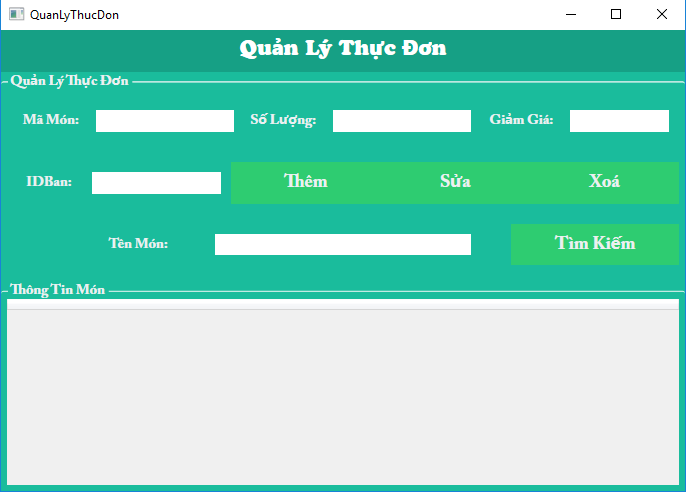 QuanLyThucDon
Quản Lý Thực Đơn
Quản Lý Thực Đơn
Mã Món: Số Lượng: Giảm Giá:
IDBan: Thêm Sửa Xoá
Tên Món: Tìm Kiếm
Thông Tin Món